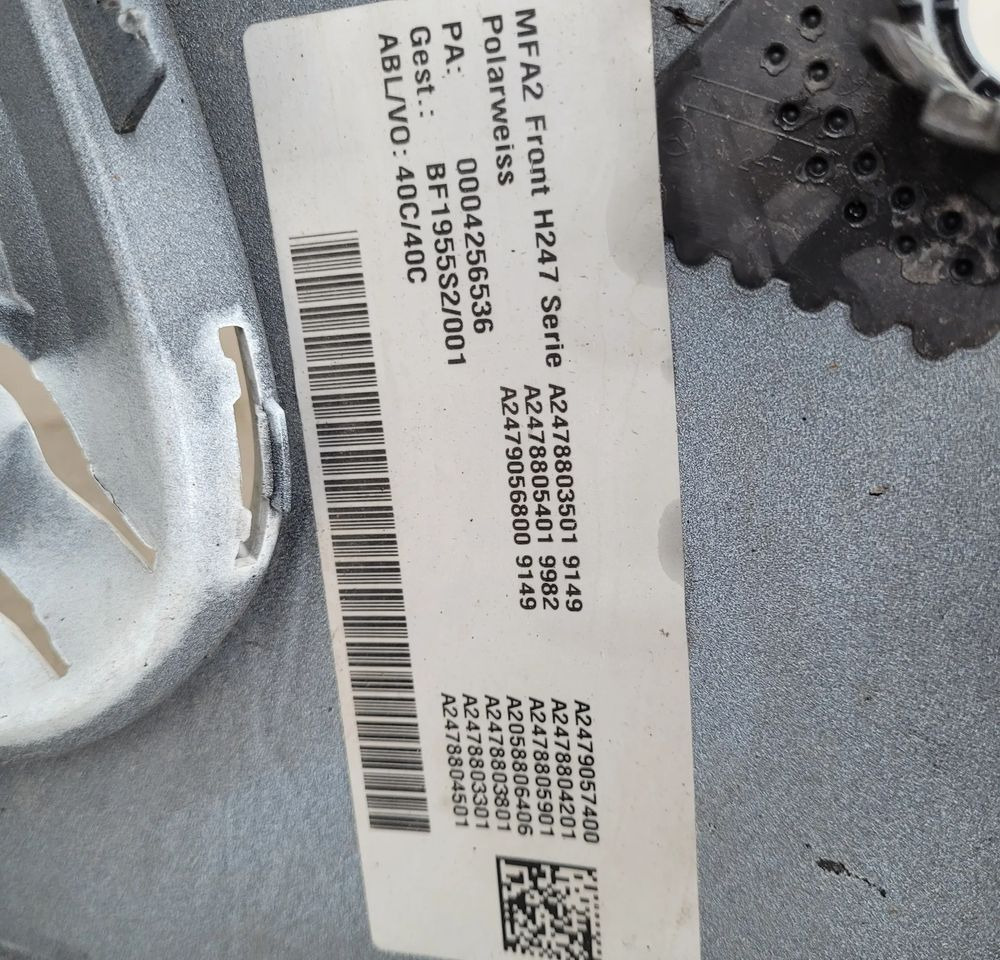 MFA2 Front H247 Serie
Polarweiss
PA: 0004256536
Gest.: BF1955S2/001
ABL/VO: 40C/40C
A2478803501 9149
A2478805401 9982
A2479056800 9149
A2479057400
A2478804201
A2478805901
A2058806406
A2478803801
A2478803301
A2478804501